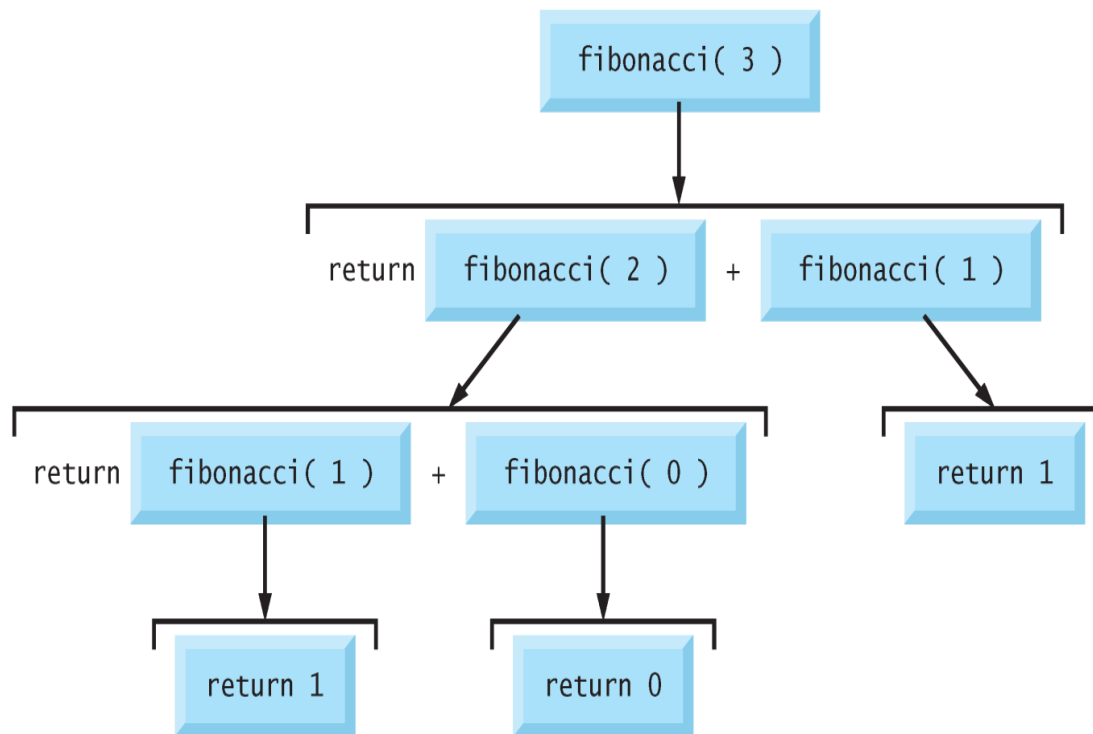 fibonacci( 3 )
return fibonacci( 2 ) + fibonacci( 1 )
return fibonacci( 1 ) + fibonacci( 0 )
return 1
return 1
return 0